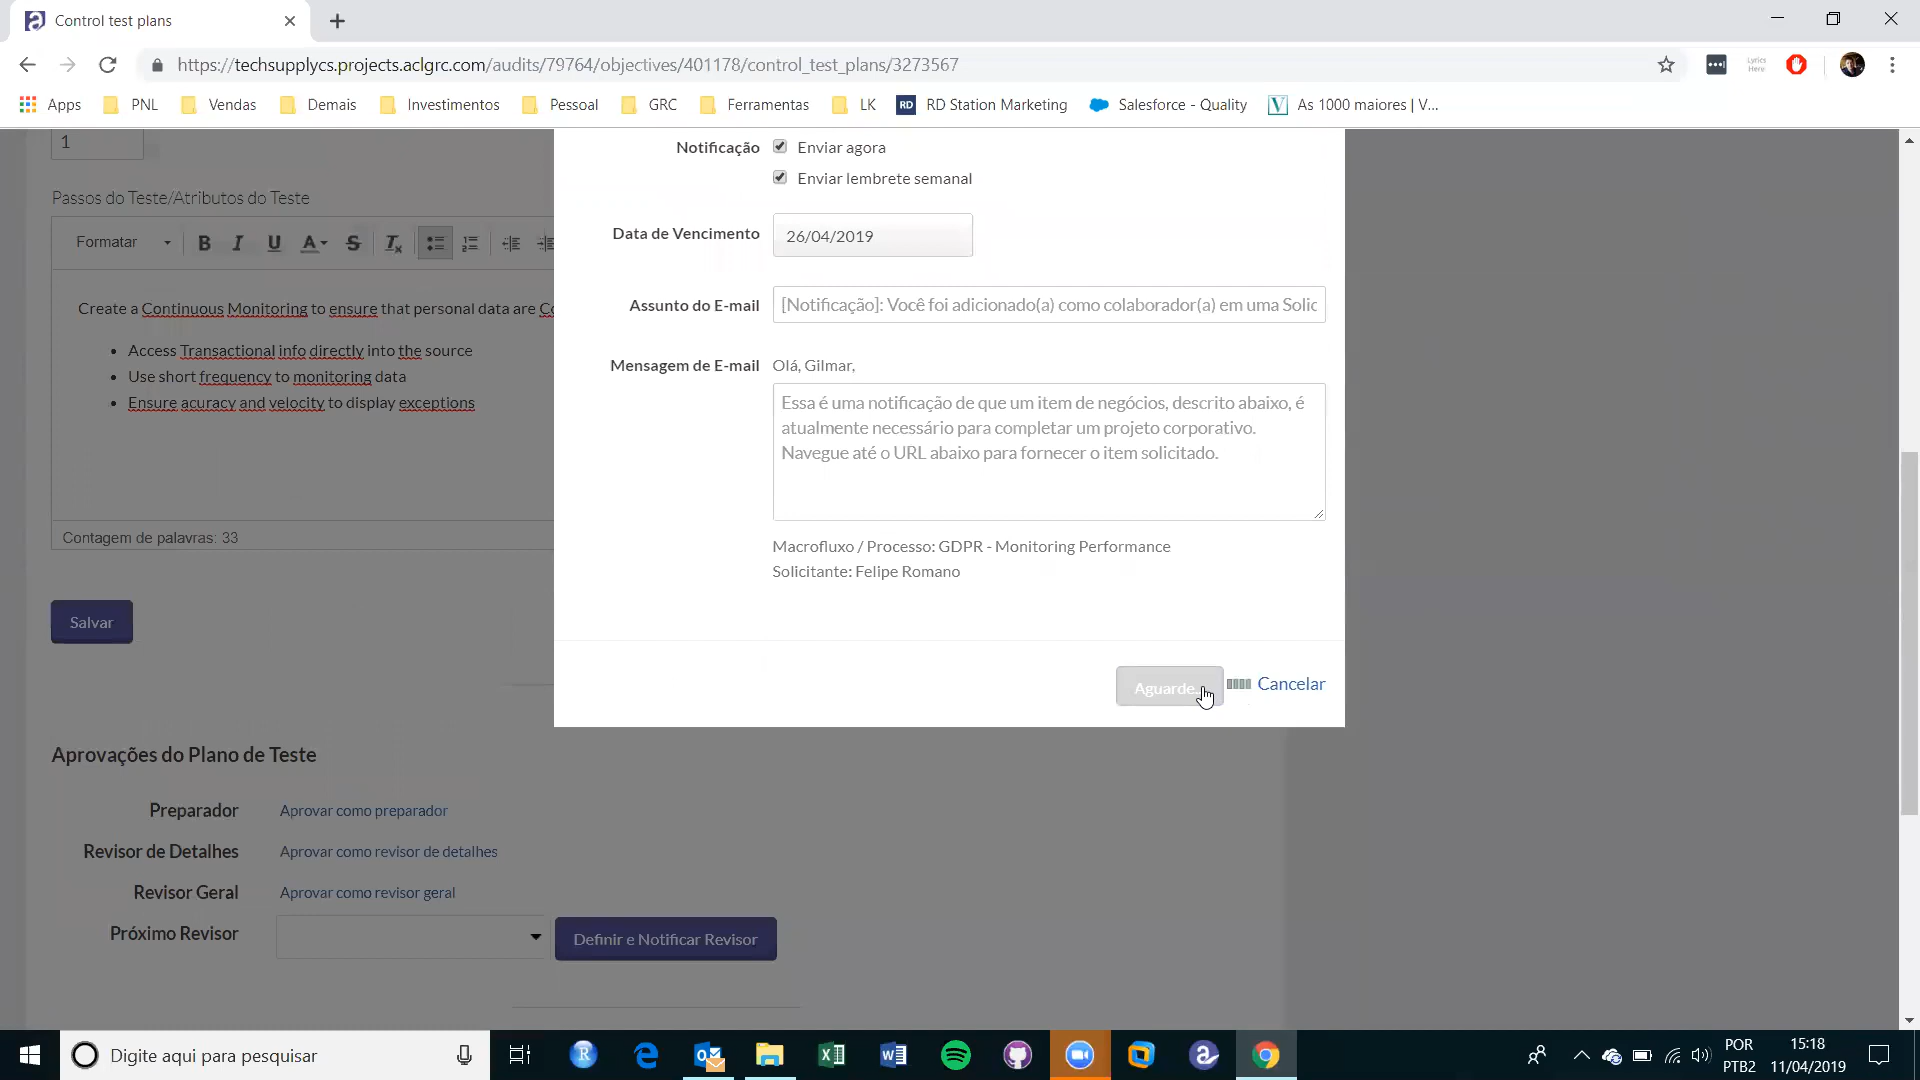 Control test plans
https://techsupplycs.projects.aclgrc.com/audits/79764/objectives/401178/control_test_plans/3273567
Apps PNL Vendas Demais Investimentos Pessoal GRC Ferramentas LK RD RD Station Marketing Salesforce - Quality V As 1000 maiores | V...
1
Passos do Teste/Atributos do Teste
Formatar
Create a Continuous Monitoring to ensure that personal data are
Access Transactional info directly into the source
Use short frequency to monitoring data
Ensure acuracy and velocity to display exceptions
Contagem de palavras: 33
Salvar
Notificação Enviar agora
Enviar lembrete semanal
Data de Vencimento 26/04/2019
Assunto do E-mail [Notificação]: Você foi adicionado(a) como colaborador(a) em uma Solic
Mensagem de E-mail Olá, Gilmar,
Essa é uma notificação de que um item de negócios, descrito abaixo, é
atualmente necessário para completar um projeto corporativo.
Navegue até o URL abaixo para fornecer o item solicitado.
Macrofluxo / Processo: GDPR - Monitoring Performance
Solicitante: Felipe Romano
Aguarde... Cancelar
Aprovações do Plano de Teste
Preparador Aprovar como preparador
Revisor de Detalhes Aprovar como revisor de detalhes
Revisor Geral Aprovar como revisor geral
Próximo Revisor Definir e Notificar Revisor
Digite aqui para pesquisar
POR
PTB2
15:18
11/04/2019